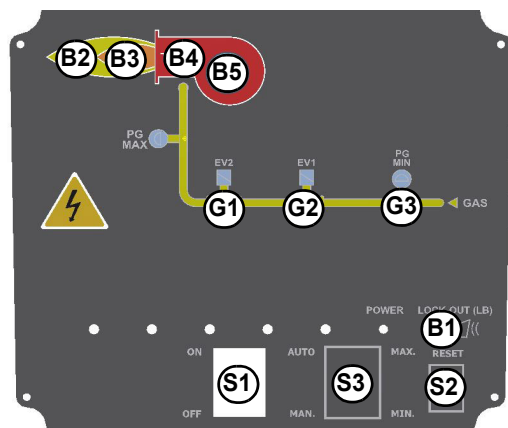 B2 B3 B4 B5
PG
MAX
EV2 EV1 PG
MIN
G1 G2 G3 GAS
POWER LOCK-OUT (LB)
B1
ON AUTO MAX. RESET
S1 S3 S2
OFF MAN. MIN.